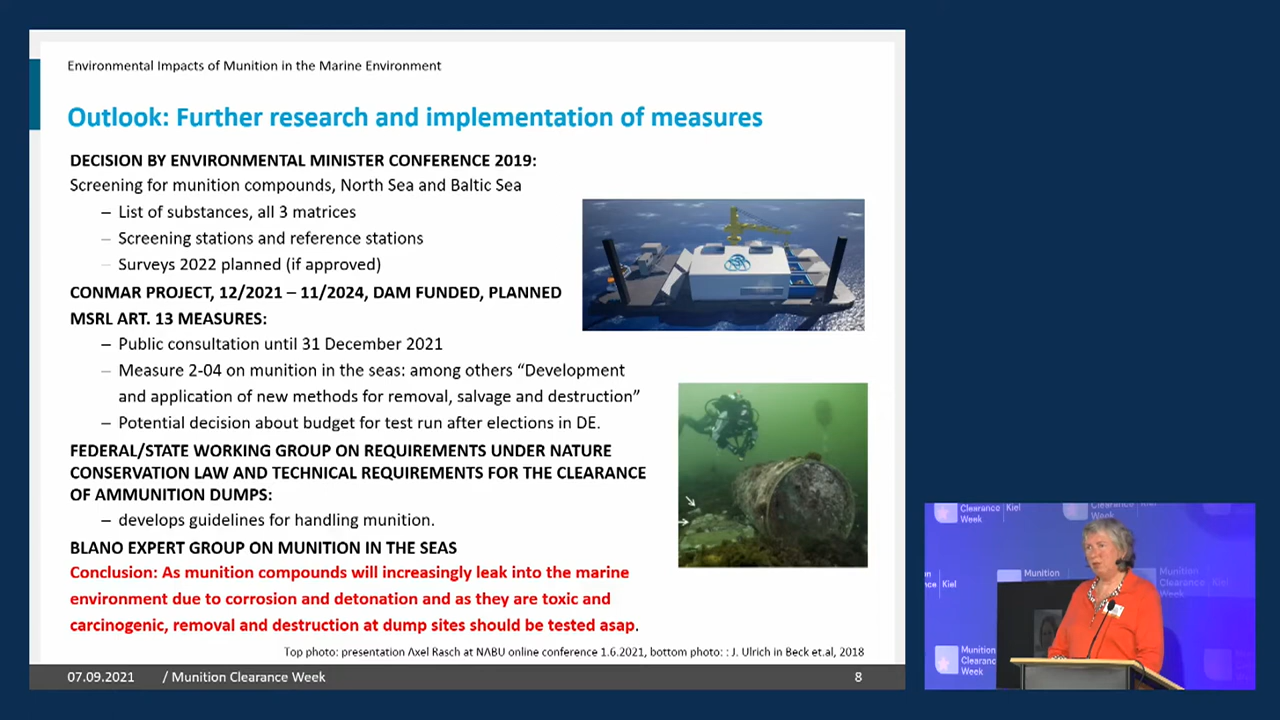 Environmental Impacts of Munition in the Marine Environment
Outlook: Further research and implementation of measures
DECISION BY ENVIRONMENTAL MINISTER CONFERENCE 2019:
Screening for munition compounds, North Sea and Baltic Sea
– List of substances, all 3 matrices
– Screening stations and reference stations
– Surveys 2022 planned (if approved)
CONMAR PROJECT, 12/2021 – 11/2024, DAM FUNDED, PLANNED
MSRL ART. 13 MEASURES:
– Public consultation until 31 December 2021
– Measure 2-04 on munition in the seas: among others “Development
and application of new methods for removal, salvage and destruction”
– Potential decision about budget for test run after elections in DE.
FEDERAL/STATE WORKING GROUP ON REQUIREMENTS UNDER NATURE
CONSERVATION LAW AND TECHNICAL REQUIREMENTS FOR THE CLEARANCE
OF AMMUNITION DUMPS:
– develops guidelines for handling munition.
BLANO EXPERT GROUP ON MUNITION IN THE SEAS
Conclusion: As munition compounds will increasingly leak into the marine
environment due to corrosion and detonation and as they are toxic and
carcinogenic, removal and destruction at dump sites should be tested asap.
Top photo: presentation Axel Rasch at NABU online conference 1.6.2021, bottom photo: : J. Ulrich in Beck et.al, 2018
07.09.2021 / Munition Clearance Week 8
Clearance Kiel
Week
Clearance
Week
Munition
Munition
Clearance
Week
Kiel
Munition
Clearance
Week